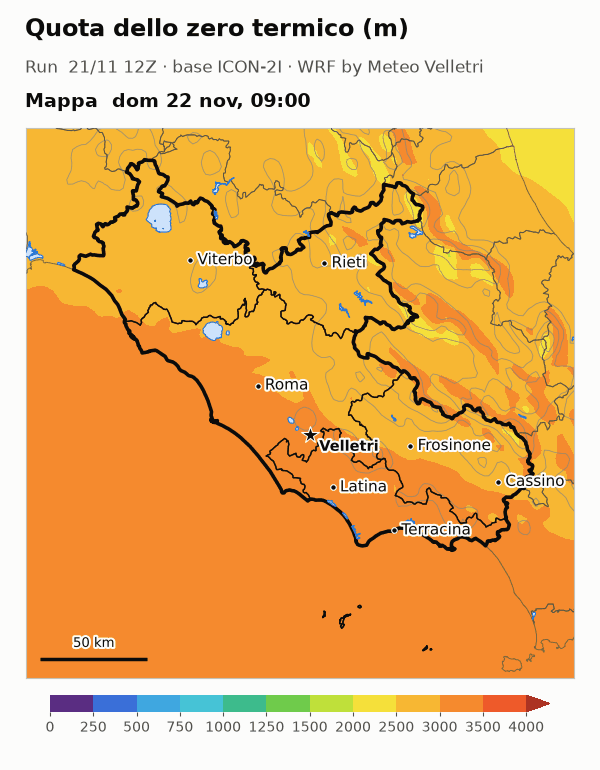 Quota dello zero termico (m)
Run 21/11 12Z · base ICON-2I · WRF by Meteo Velletri
Mappa dom 22 nov, 09:00
Viterbo
Rieti
Roma
Velletri
Frosinone
Latina
Cassino
Terracina
50 km
0 250 500 750 1000 1250 1500 2000 2500 3000 3500 4000